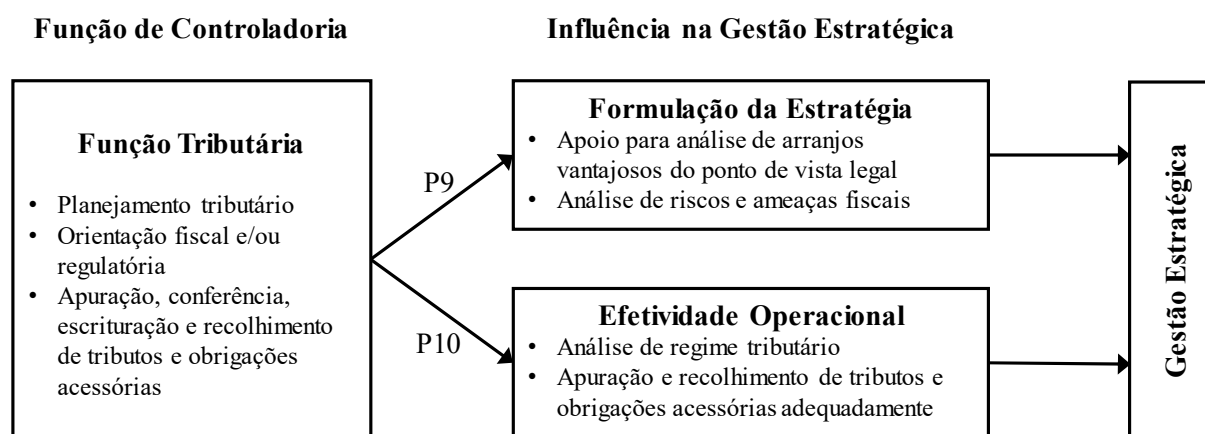 Função de Controladoria
Influência na Gestão Estratégica
Função Tributária
• Planejamento tributário
• Orientação fiscal e/ou
regulatória
• Apuração, conferência,
escrituração e recolhimento
de tributos e obrigações
acessórias
P9
P10
Formulação da Estratégia
• Apoio para análise de arranjos
vantajosos do ponto de vista legal
• Análise de riscos e ameaças fiscais
Efetividade Operacional
• Análise de regime tributário
• Apuração e recolhimento de tributos e
obrigações acessórias adequadamente
Gestão Estratégica